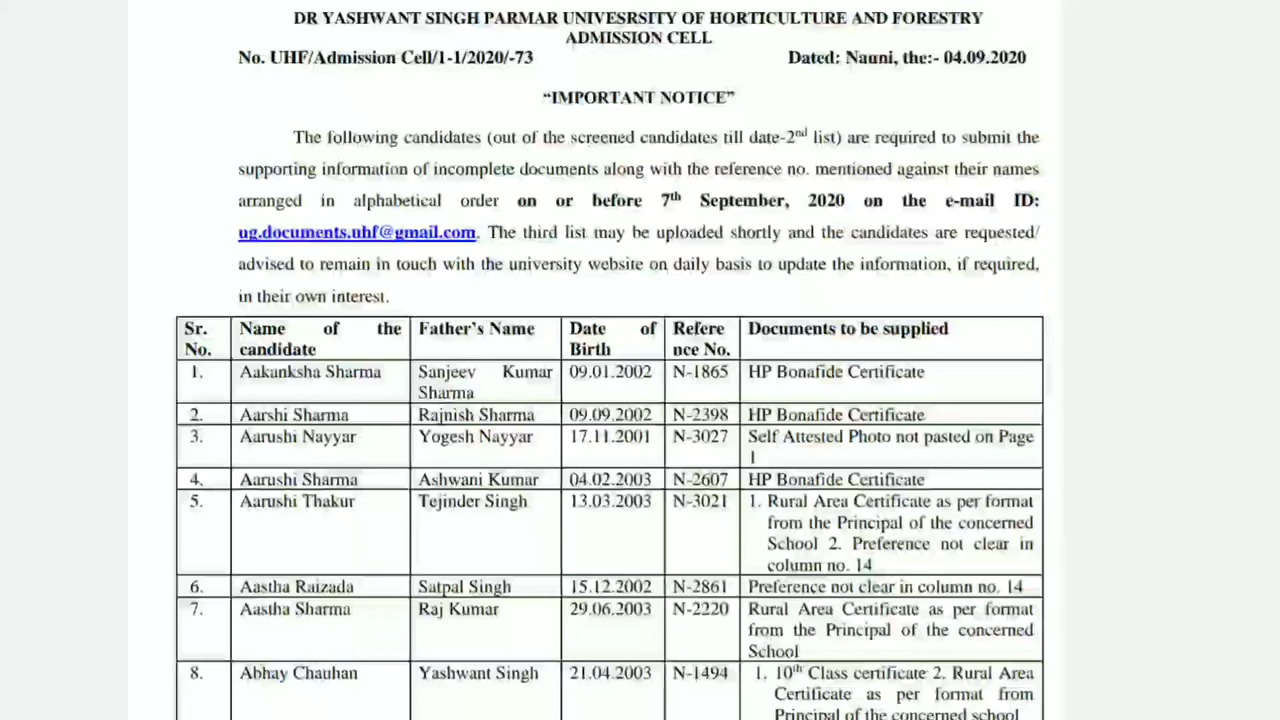 DR YASHWANT SINGH PARMAR UNIVESRSITY OF HORTICULTURE AND FORESTRY
ADMISSION CELL
No. UHF/Admission Cell/1-1/2020/-73 Dated: Nauni, the:- 04.09.2020
“IMPORTANT NOTICE”
The following candidates (out of the screened candidates till date-2nd list) are required to submit the
supporting information of incomplete documents along with the reference no. mentioned against their names
arranged in alphabetical order on or before 7th September, 2020 on the e-mail ID:
ug.documents.uhf@gmail.com. The third list may be uploaded shortly and the candidates are requested/
advised to remain in touch with the university website on daily basis to update the information, if required,
in their own interest.
Sr. Name of the Father's Name Date of Refere Documents to be supplied
No. candidate Birth nce No.
1. Aakanksha Sharma Sanjeev Kumar 09.01.2002 N-1865 HP Bonafide Certificate
Sharma
2. Aarshi Sharma Rajnish Sharma 09.09.2002 N-2398 HP Bonafide Certificate
3. Aarushi Nayyar Yogesh Nayyar 17.11.2001 N-3027 Self Attested Photo not pasted on Page
1
4. Aarushi Sharma Ashwani Kumar 04.02.2003 N-2607 HP Bonafide Certificate
5. Aarushi Thakur Tejinder Singh 13.03.2003 N-3021 1. Rural Area Certificate as per format
from the Principal of the concerned
School 2. Preference not clear in
column no. 14
6. Aastha Raizada Satpal Singh 15.12.2002 N-2861 Preference not clear in column no. 14
7. Aastha Sharma Raj Kumar 29.06.2003 N-2220 Rural Area Certificate as per format
from the Principal of the concerned
School
8. Abhay Chauhan Yashwant Singh 21.04.2003 N-1494 1. 10th Class certificate 2. Rural Area
Certificate as per format from
Principal of the concerned school